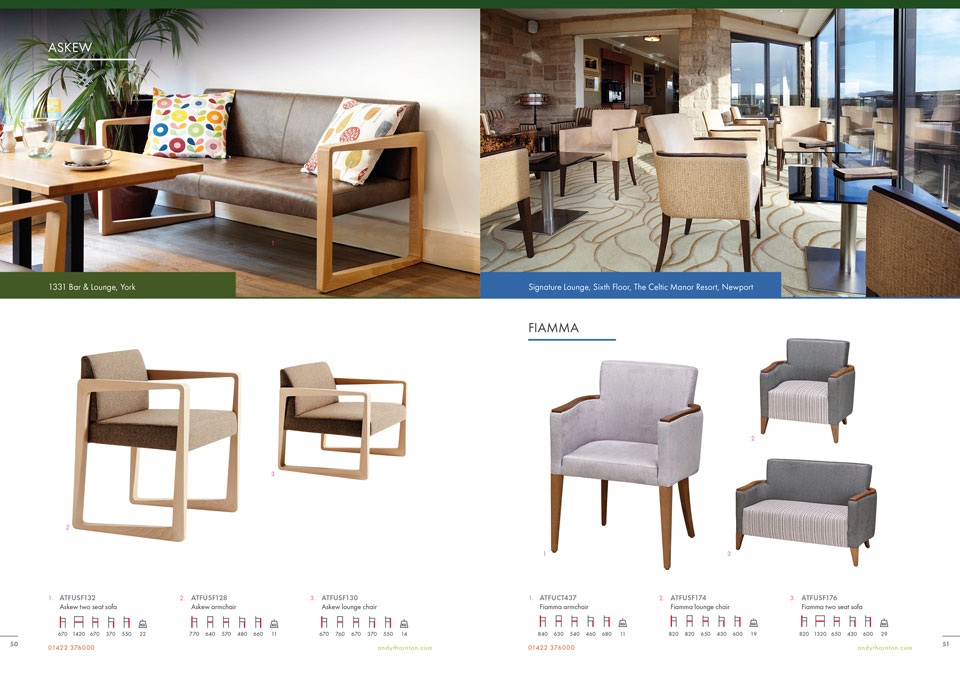 ASKEW
1
1331 Bar & Lounge, York
2
3
1. ATFUSF132
Askew two seat sofa
670 1420 670 370 550 22
2. ATFUSF128
Askew armchair
770 640 570 480 660 11
3. ATFUSF130
Askew lounge chair
670 760 670 370 550 14
50
01422 376000
andythornton.com
Signature Lounge, Sixth Floor, The Celtic Manor Resort, Newport
FIAMMA
1
2
3
1. ATFUCT437
Fiamma armchair
840 630 540 460 680 11
2. ATFUSF174
Fiamma lounge chair
820 820 650 430 600 19
3. ATFUSF176
Fiamma two seat sofa
820 1320 650 430 600 29
01422 376000
andythornton.com
51